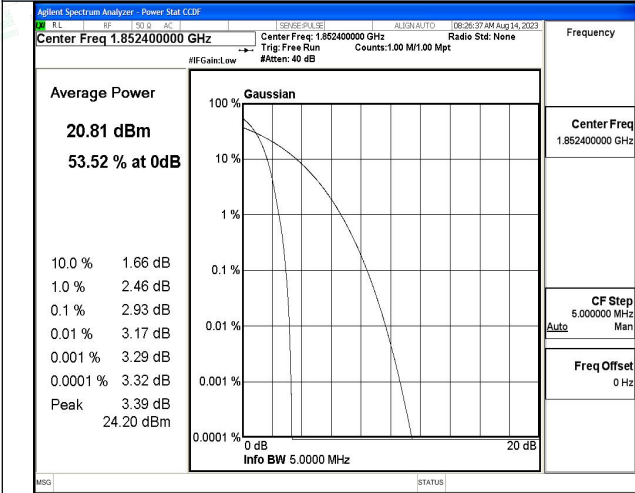 Agilent Spectrum Analyzer - Power Stat CCDF
LXI RL RF 50 Ω AC SENSE:PULSE ALIGN AUTO 08:26:37 AM Aug 14, 2023
Center Freq 1.852400000 GHz
Center Freq: 1.852400000 GHz Radio Std: None
Trig: Free Run Counts:1.00 M/1.00 Mpt
#IFGain:Low #Atten: 40 dB
Frequency
Average Power
20.81 dBm
53.52 % at 0dB
10.0 % 1.66 dB
1.0 % 2.46 dB
0.1 % 2.93 dB
0.01 % 3.17 dB
0.001 % 3.29 dB
0.0001 % 3.32 dB
Peak 3.39 dB
24.20 dBm
Gaussian
100 %
10 %
1 %
0.1 %
0.01 %
0.001 %
0.0001 %
0 dB 20 dB
Info BW 5.0000 MHz
Center Freq
1.852400000 GHz
CF Step
5.000000 MHz
Auto Man
Freq Offset
0 Hz
MSG STATUS